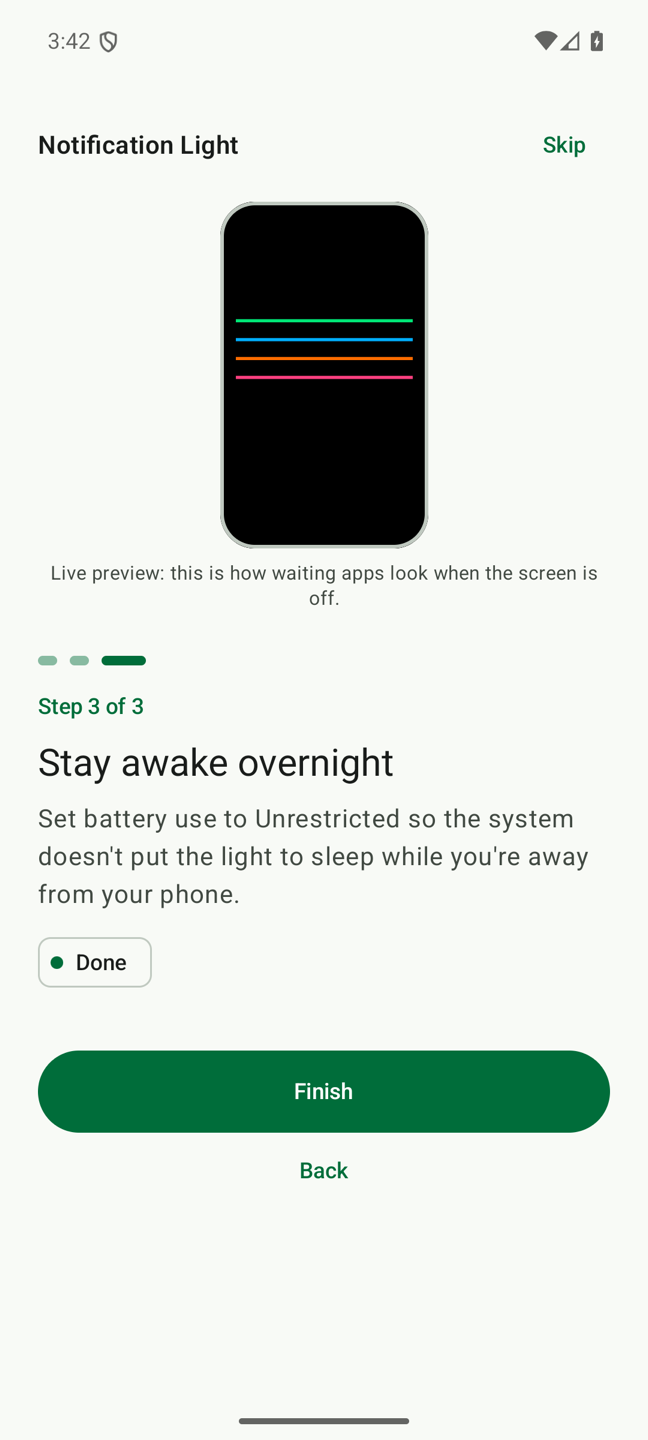 3:42
Notification Light
Skip
Live preview: this is how waiting apps look when the screen is
off.
Step 3 of 3
Stay awake overnight
Set battery use to Unrestricted so the system
doesn't put the light to sleep while you're away
from your phone.
Done
Finish
Back